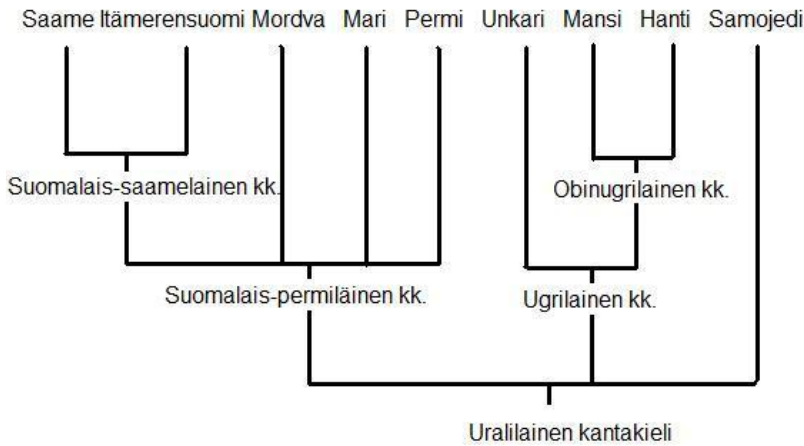 Saame Itämerensuomi Mordva Mari Permi Unkari Mansi Hanti Samojedi
Suomalais-saamelainen kk. Obinugrilainen kk.
Suomalais-permiläinen kk. Ugrilainen kk.
Uralilainen kantakieli